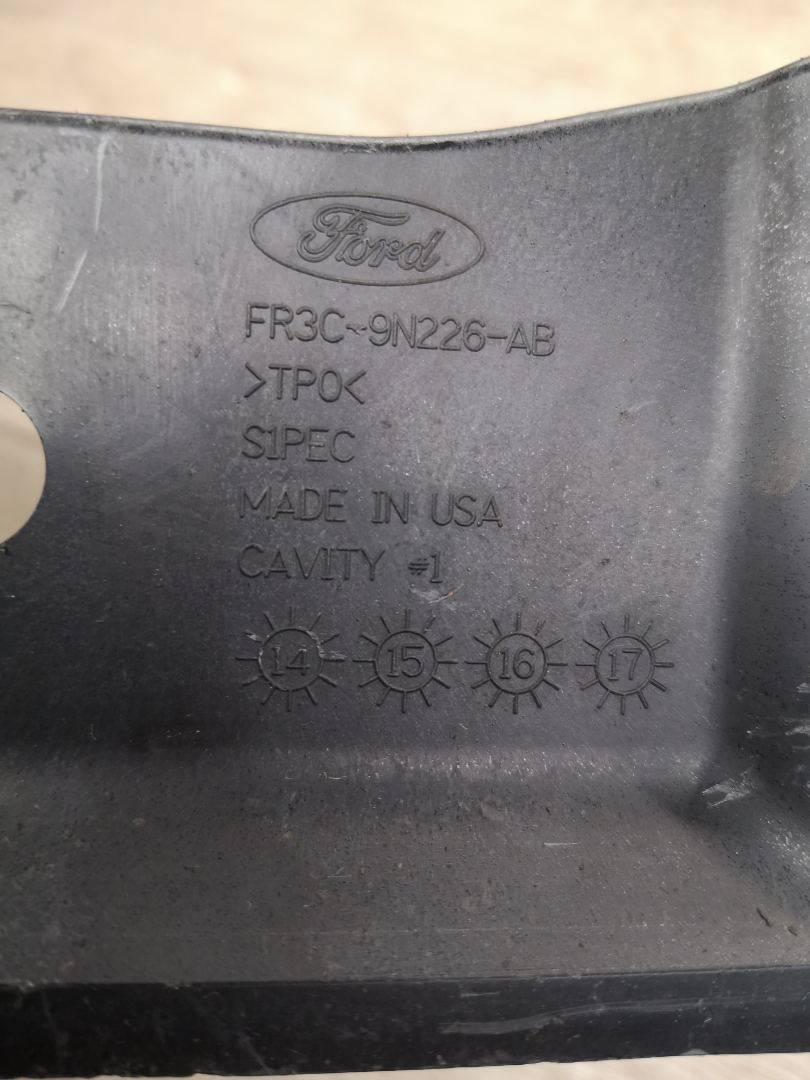 Ford
FR3C-9N226-AB
>TPO<
S1PEC
MADE IN USA
CAVITY #1
14 15 16 17